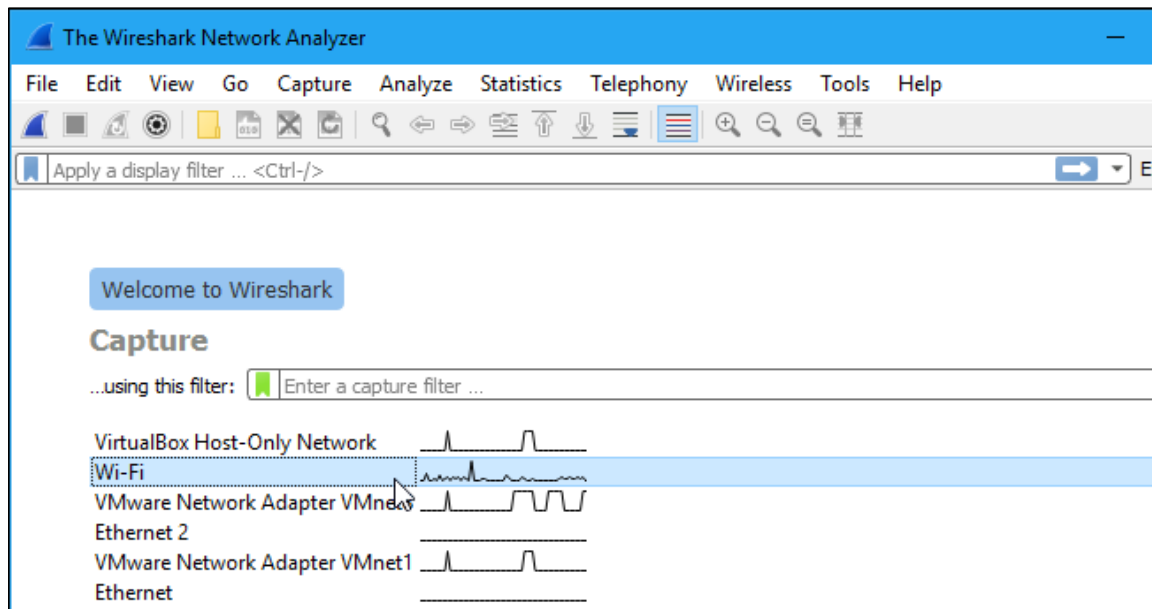 The Wireshark Network Analyzer
File Edit View Go Capture Analyze Statistics Telephony Wireless Tools Help
Apply a display filter ... <Ctrl-/>
Welcome to Wireshark
Capture
...using this filter: Enter a capture filter ...
VirtualBox Host-Only Network
Wi-Fi
VMware Network Adapter
Ethernet 2
VMware Network Adapter VMnet1
Ethernet